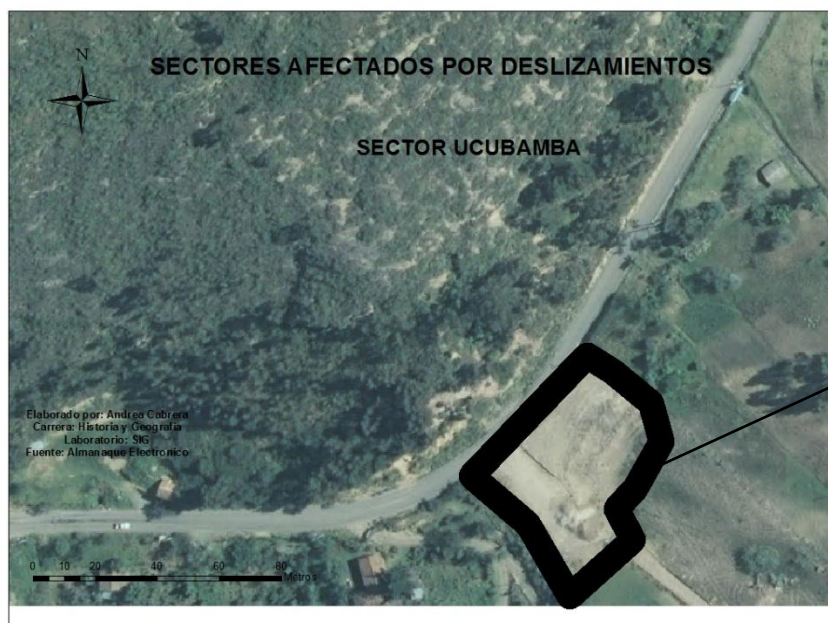 N
SECTORES AFECTADOS POR DESLIZAMIENTOS
SECTOR UCUBAMBA
Elaborado por: Andrea Cabrera
Carrera: Historia y Geografia
Laboratorio: SIG
Fuente: Almanaque Electronico
0 10 20 40 60 80
Metros